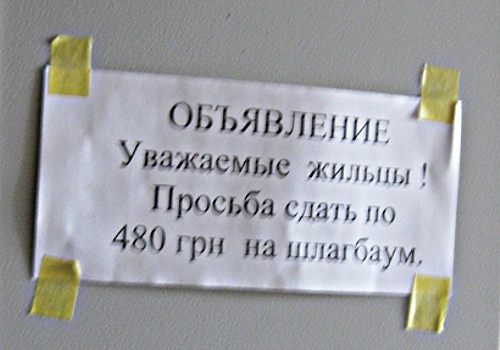 ОБЪЯВЛЕНИЕ
Уважаемые жильцы !
Просьба сдать по
480 грн на шлагбаум.